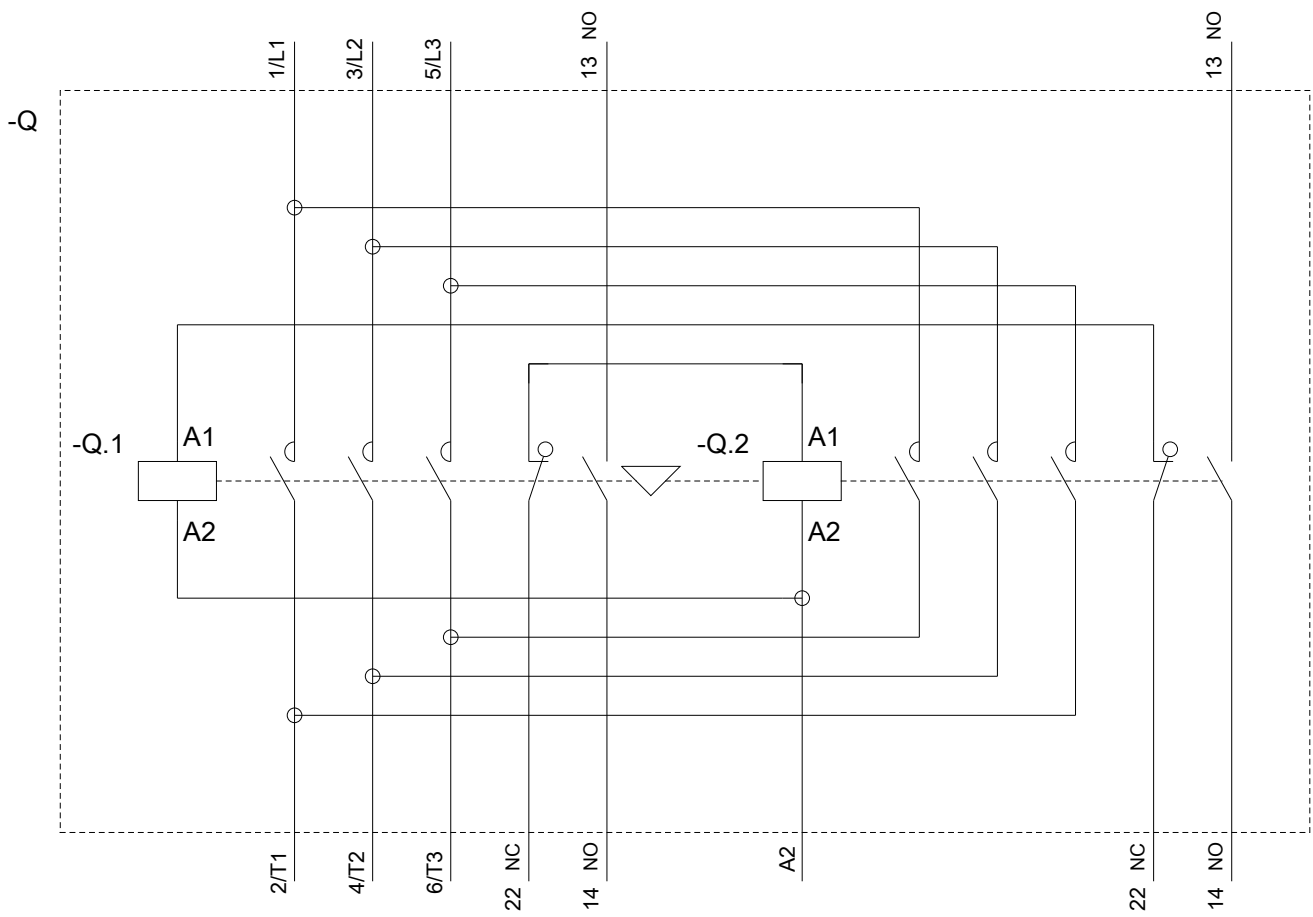 1/L1
3/L2
5/L3
13 NO
13 NO
-Q
-Q.1
A1
-Q.2
A1
A2
A2
2/T1
4/T2
6/T3
22 NC
14 NO
A2
22 NC
14 NO